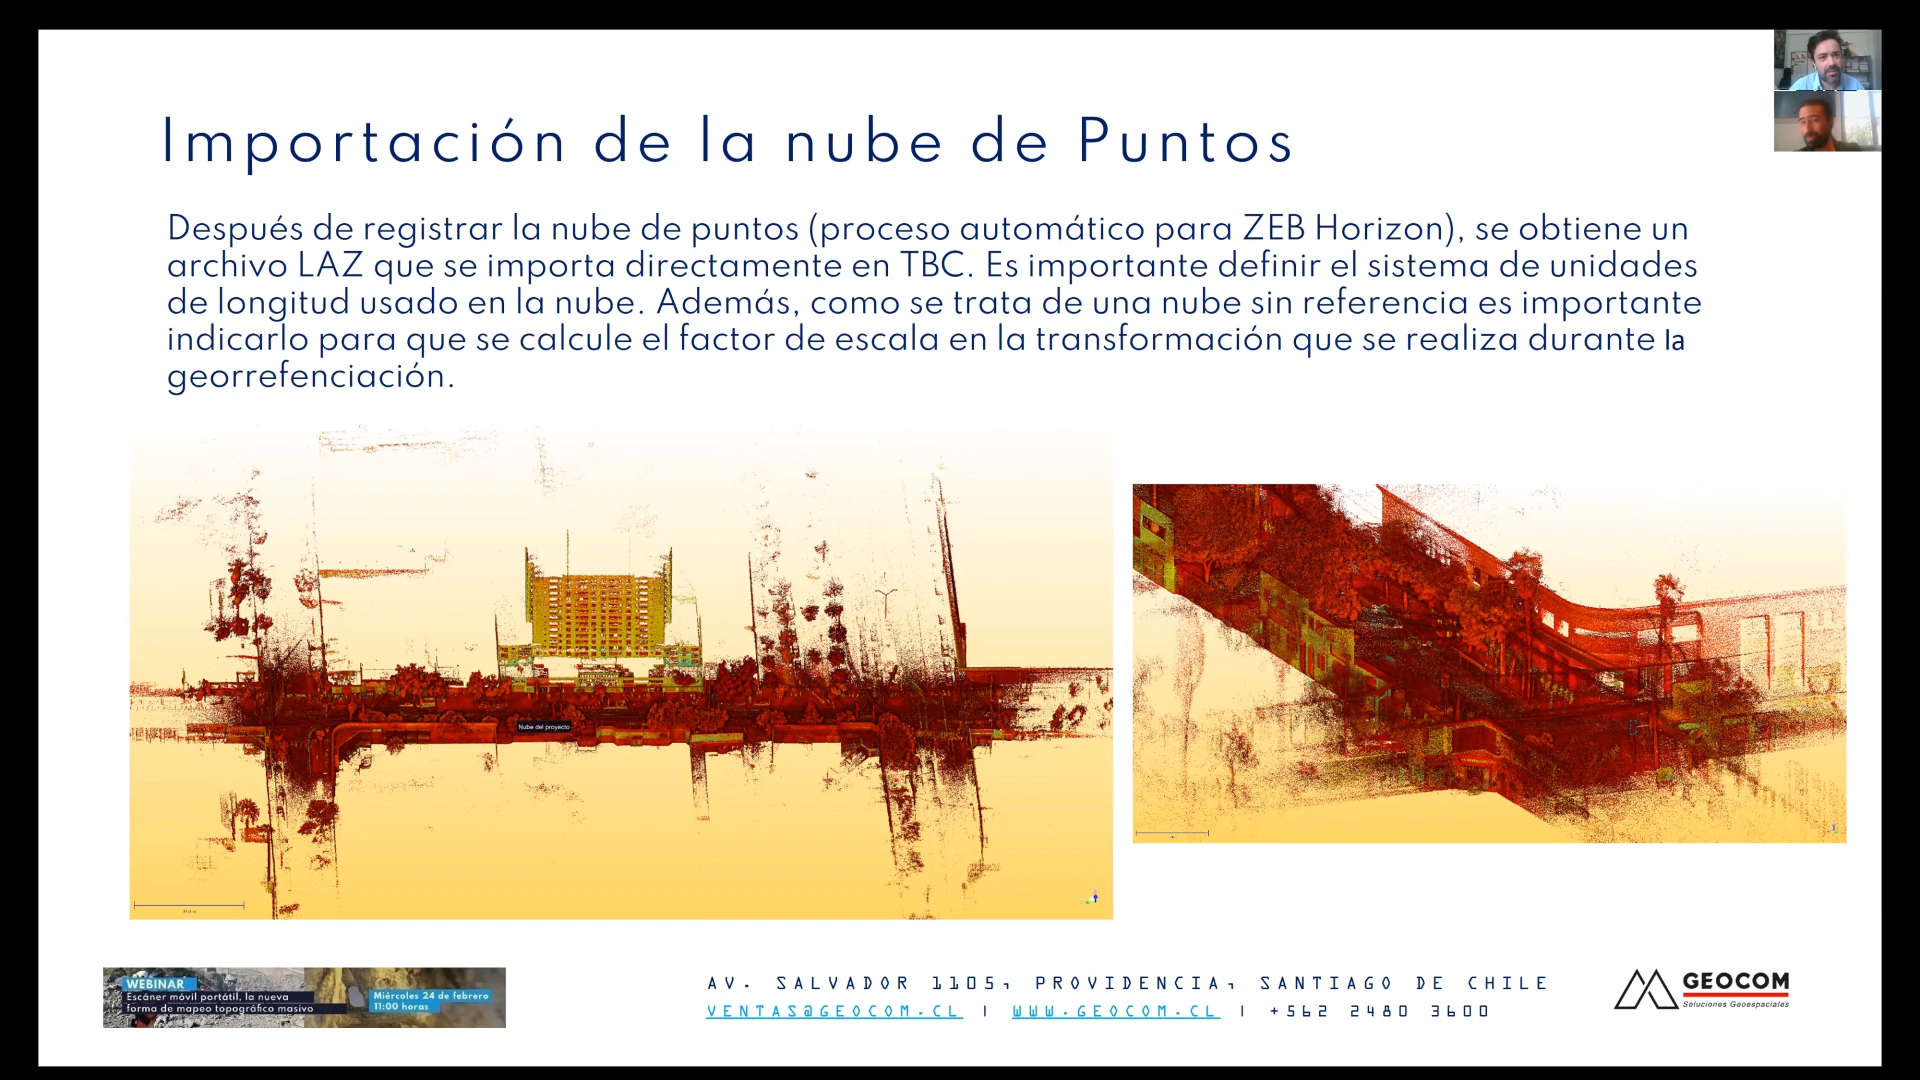 Importación de la nube de Puntos
Después de registrar la nube de puntos (proceso automático para ZEB Horizon), se obtiene un
archivo LAZ que se importa directamente en TBC. Es importante definir el sistema de unidades
de longitud usado en la nube. Además, como se trata de una nube sin referencia es importante
indicarlo para que se calcule el factor de escala en la transformación que se realiza durante la
georrefenciación.
Nube del proyecto
WEBINAR
Escáner móvil portátil, la nueva
forma de mapeo topográfico masivo
Miércoles 24 de febrero
11:00 horas
AV. SALVADOR 1105, PROVIDENCIA, SANTIAGO DE CHILE
VENTAS@GEOCOM.CL | WWW.GEOCOM.CL | +562 2480 3600
GEOCOM
Soluciones Geoespaciales